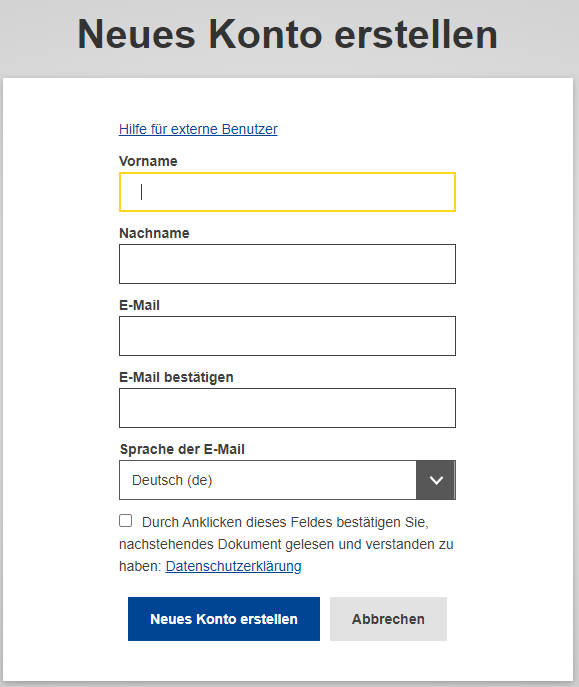 Neues Konto erstellen
Hilfe für externe Benutzer
Vorname
Nachname
E-Mail
E-Mail bestätigen
Sprache der E-Mail
Deutsch (de)
Durch Anklicken dieses Feldes bestätigen Sie,
nachstehendes Dokument gelesen und verstanden zu
haben: Datenschutzerklärung
Neues Konto erstellen
Abbrechen